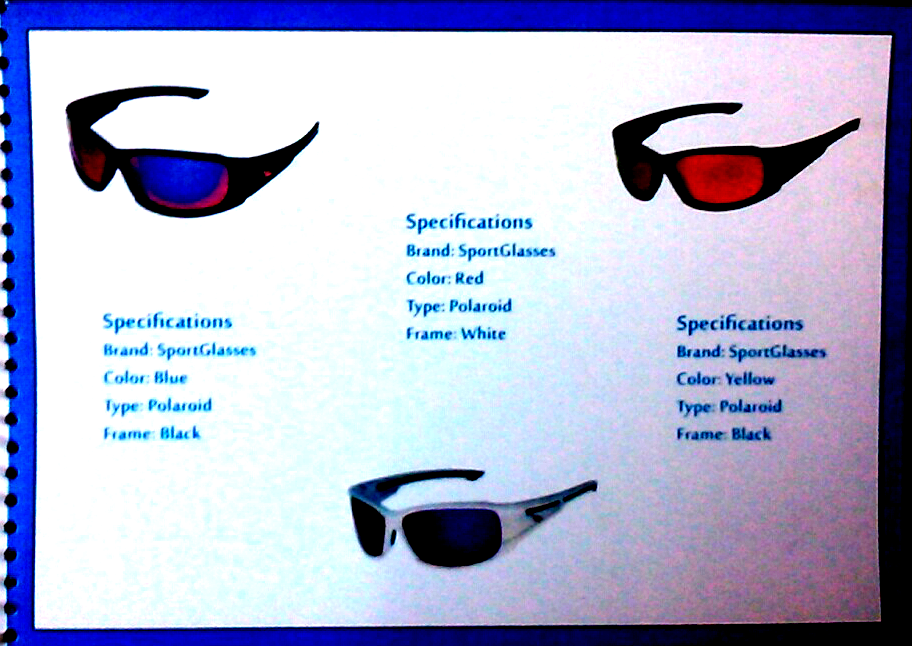 Specifications
Brand: SportGlasses
Color: Blue
Type: Polaroid
Frame: Black
Specifications
Brand: SportGlasses
Color: Red
Type: Polaroid
Frame: White
Specifications
Brand: SportGlasses
Color: Yellow
Type: Polaroid
Frame: Black